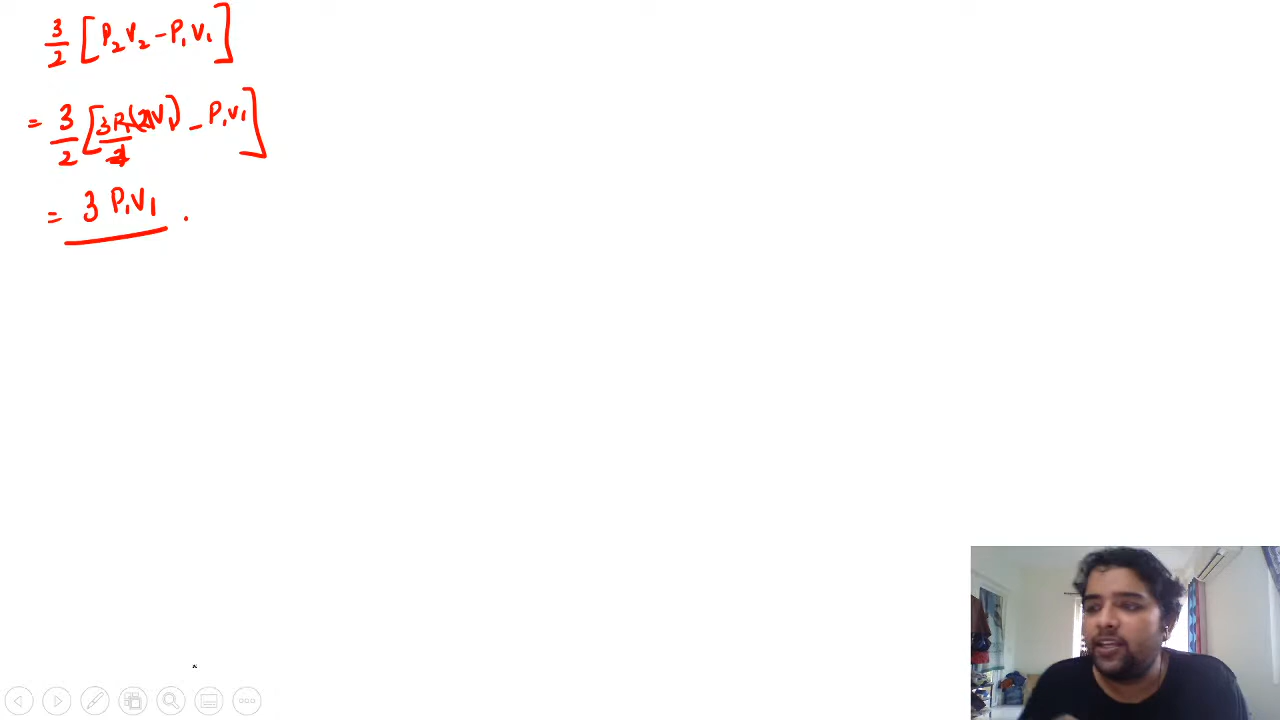 3/2 [P₂V₂ - P₁V₁]
= 3/2 [3P₁/2 (2V₁) - P₁V₁]
= 3 P₁V₁.